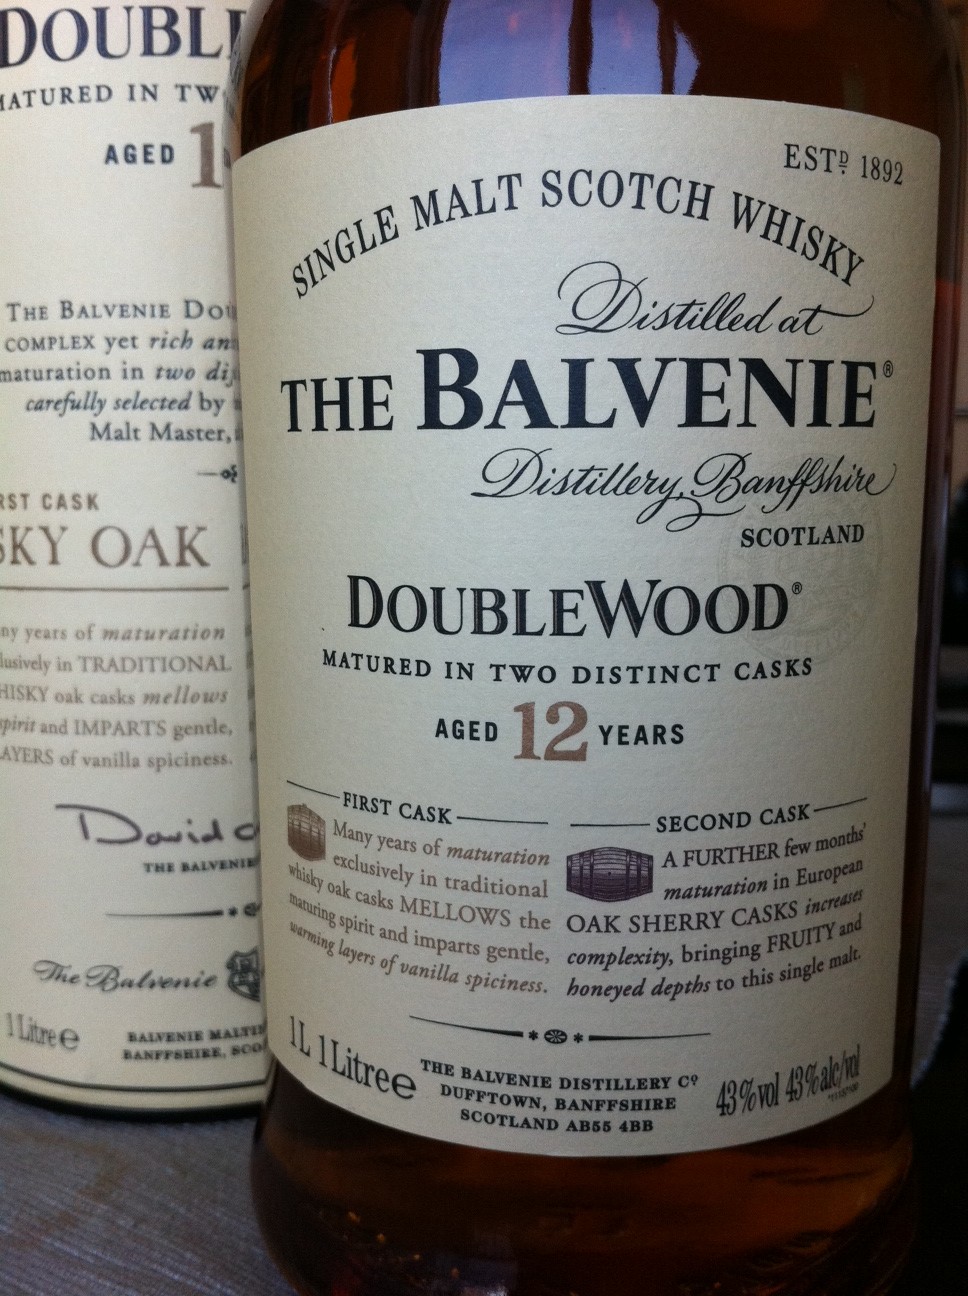 DOUBL
MATURED IN TW
AGED 1
THE BALVENIE DOU
COMPLEX yet rich an
maturation in two dis
carefully selected by
Malt Master,
RST CASK
SKY OAK
ny years of maturation
lusively in TRADITIONAL
HISKY oak casks mellows
spirit and IMPARTS gentle,
AYERS of vanilla spiciness.
David
THE BALVENIE
The Balvenie
1 Litre e
BALVENIE MALTIN
BANFFSHIRE, SCO
ESTD 1892
SINGLE MALT SCOTCH WHISKY
Distilled at
THE BALVENIE®
Distillery, Banffshire
SCOTLAND
DOUBLEWOOD®
MATURED IN TWO DISTINCT CASKS
AGED 12 YEARS
FIRST CASK
Many years of maturation
exclusively in traditional
whisky oak casks MELLOWS the
maturing spirit and imparts gentle,
warming layers of vanilla spiciness.
SECOND CASK
A FURTHER few months'
maturation in European
OAK SHERRY CASKS increases
complexity, bringing FRUITY and
honeyed depths to this single malt.
1L 1 Litre e
THE BALVENIE DISTILLERY Cº
DUFFTOWN, BANFFSHIRE
SCOTLAND AB55 4BB
43%vol 43%alc/vol